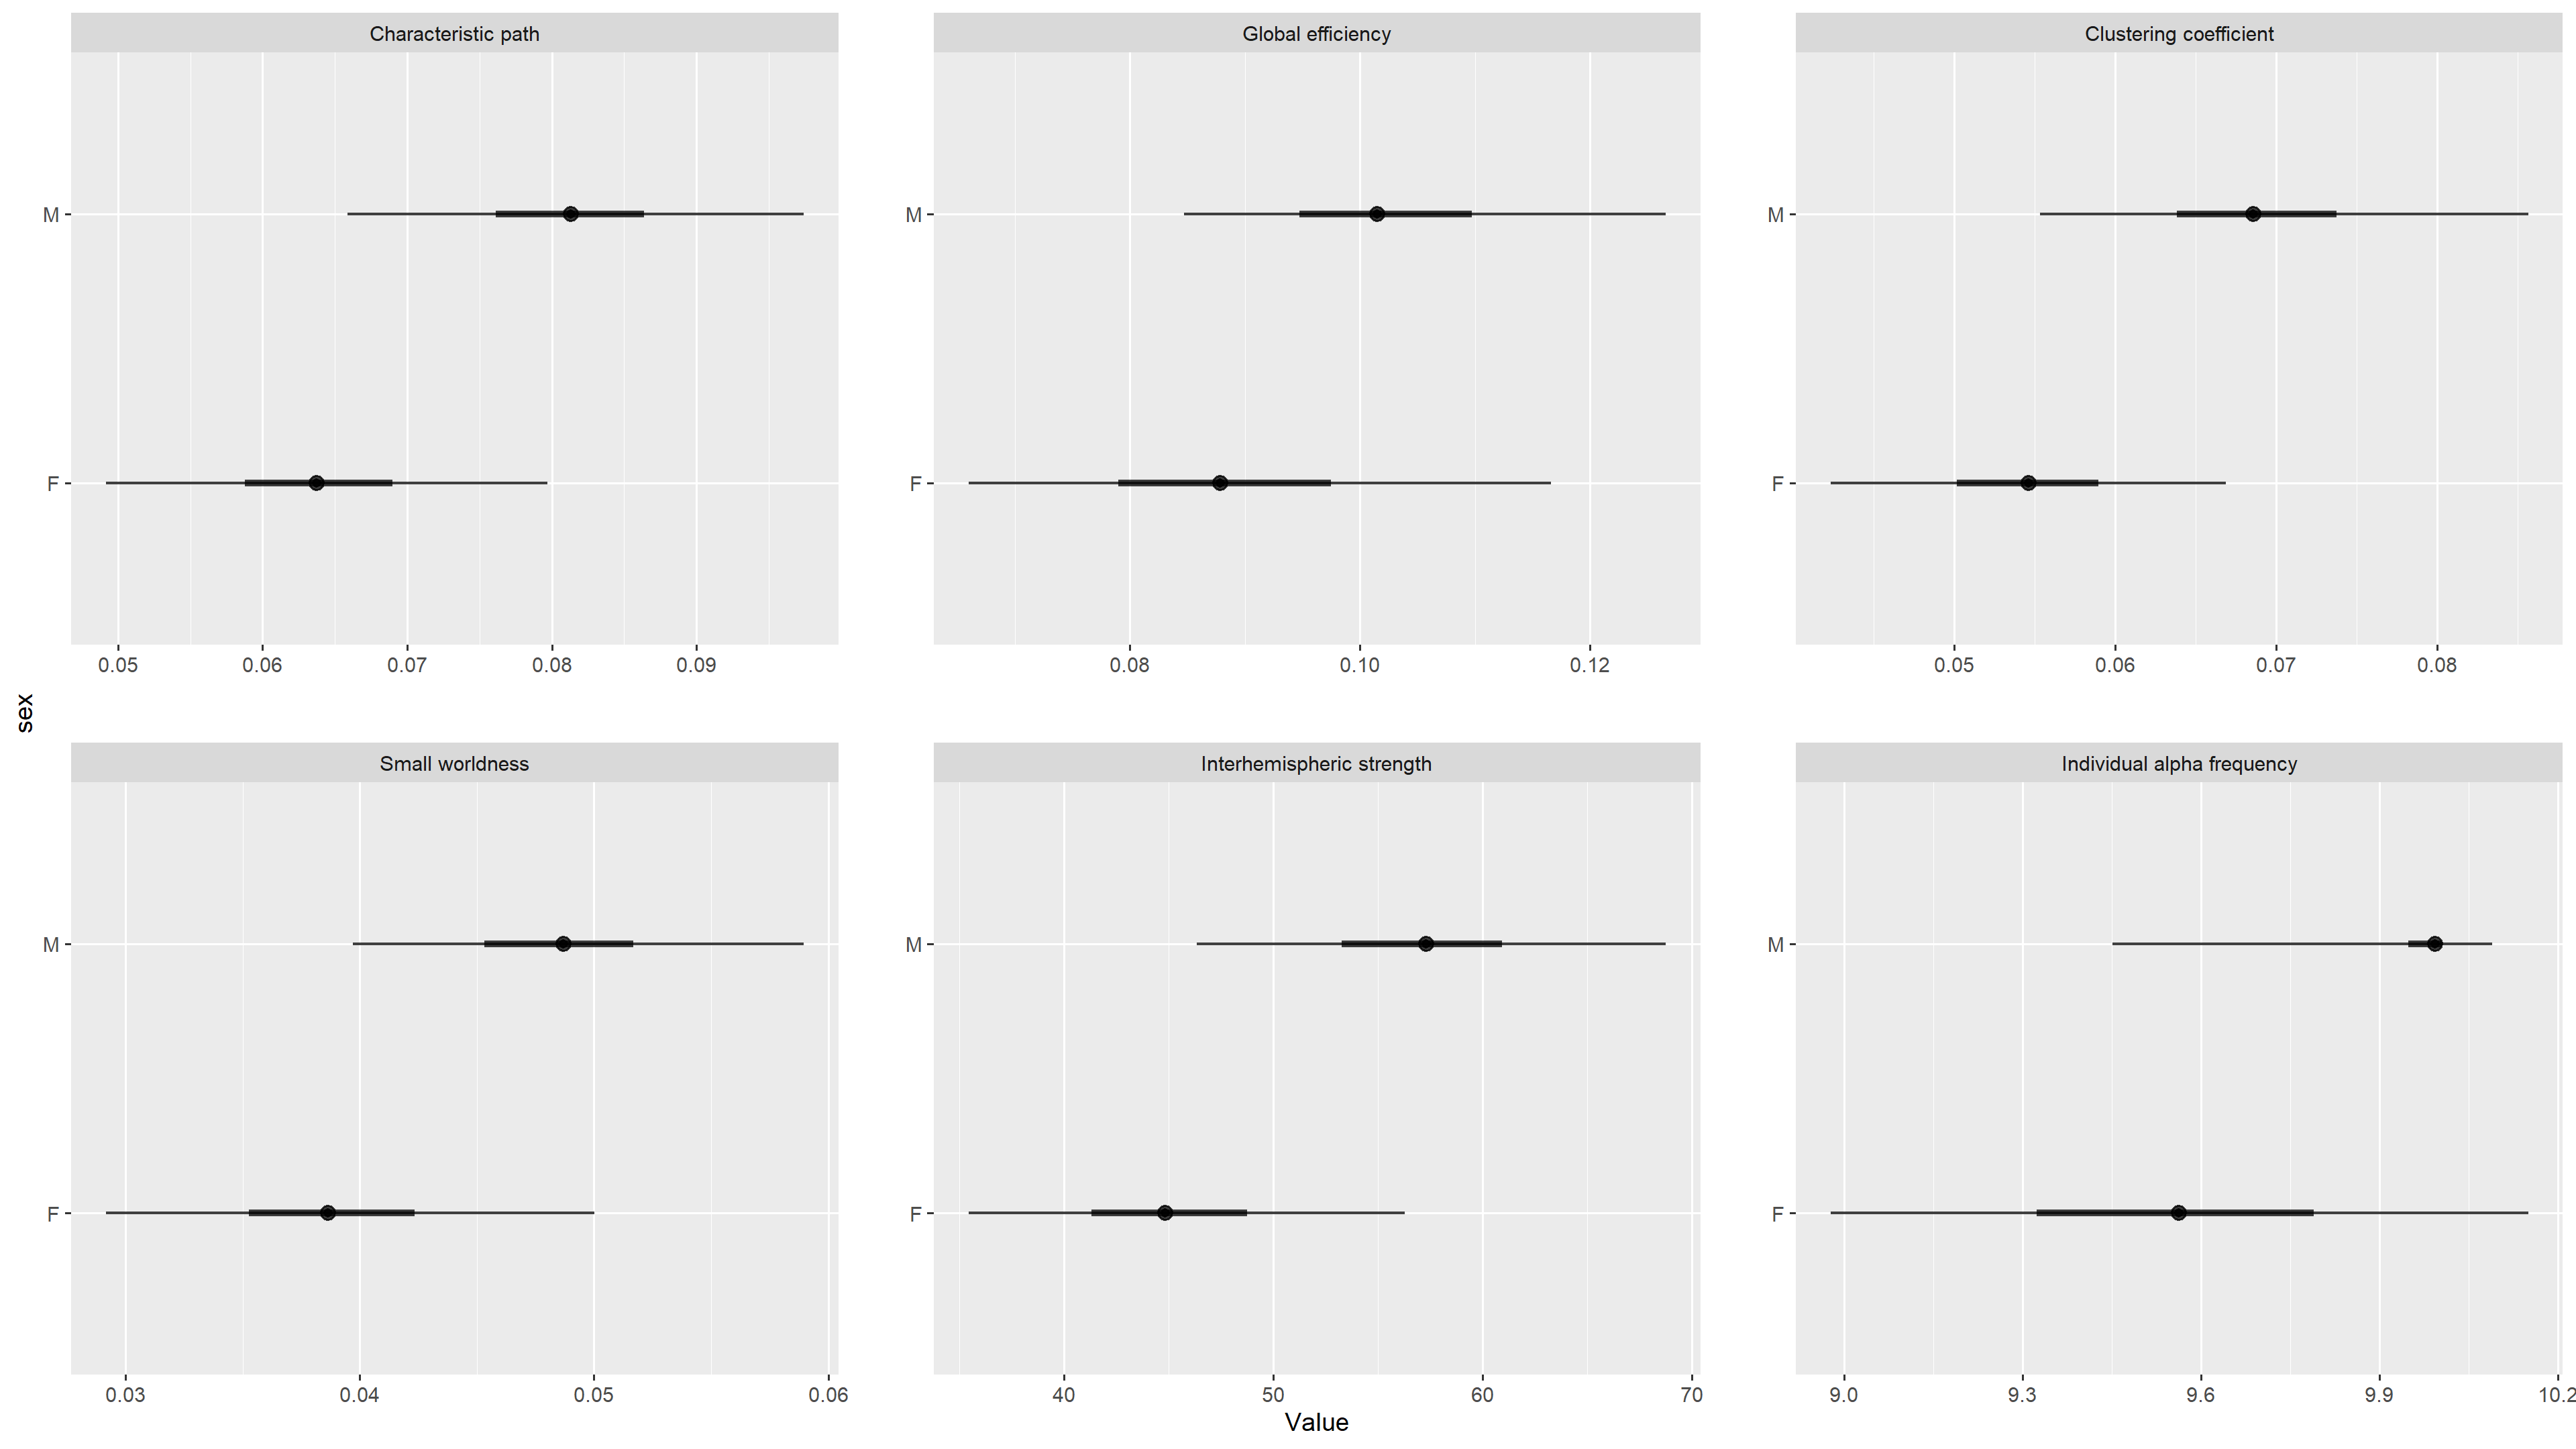 Characteristic path
Global efficiency
Clustering coefficient
M
M
M
F
F
F
0.05 0.06 0.07 0.08 0.09
0.08 0.10 0.12
0.05 0.06 0.07 0.08
sex
Small worldness
Interhemispheric strength
Individual alpha frequency
M
M
M
F
F
F
0.03 0.04 0.05 0.06
40 50 60 70
9.0 9.3 9.6 9.9 10.2
Value